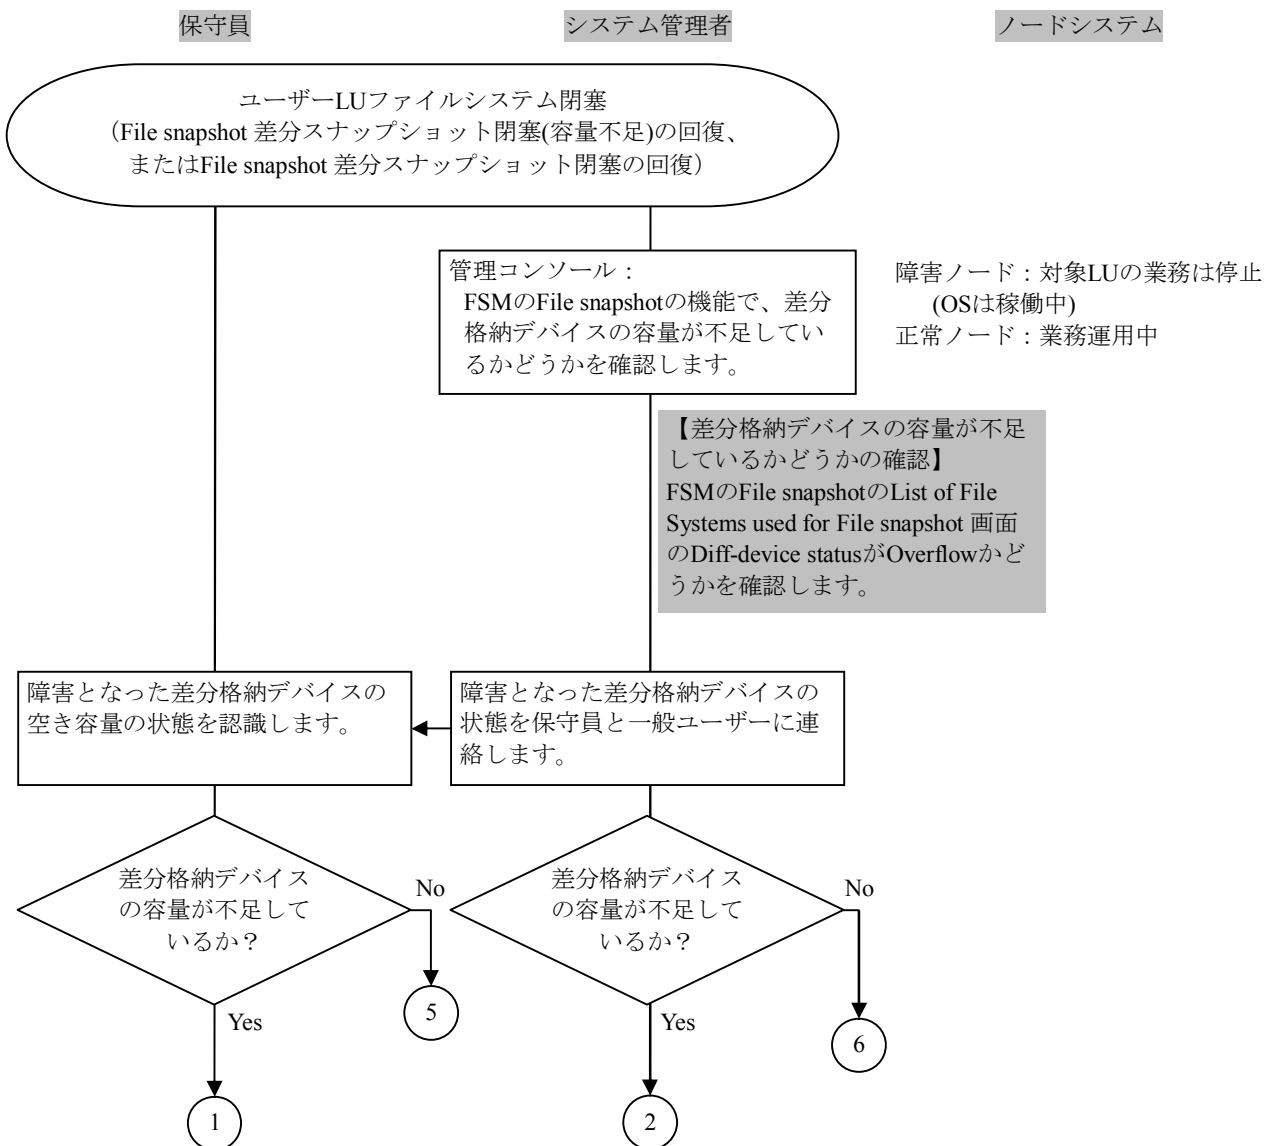 保守員
システム管理者
ノードシステム
ユーザーLUファイルシステム閉塞
（File snapshot 差分スナップショット閉塞(容量不足)の回復、
またはFile snapshot 差分スナップショット閉塞の回復）
管理コンソール：
FSMのFile snapshotの機能で、差分
格納デバイスの容量が不足してい
るかどうかを確認します。
障害ノード：対象LUの業務は停止
(OSは稼働中)
正常ノード：業務運用中
【差分格納デバイスの容量が不足
しているかどうかの確認】
FSMのFile snapshotのList of File
Systems used for File snapshot 画面
のDiff-device statusがOverflowかど
うかを確認します。
障害となった差分格納デバイスの
空き容量の状態を認識します。
障害となった差分格納デバイスの
状態を保守員と一般ユーザーに連
絡します。
差分格納デバイス
の容量が不足して
いるか？
No
5
Yes
1
差分格納デバイス
の容量が不足して
いるか？
No
6
Yes
2